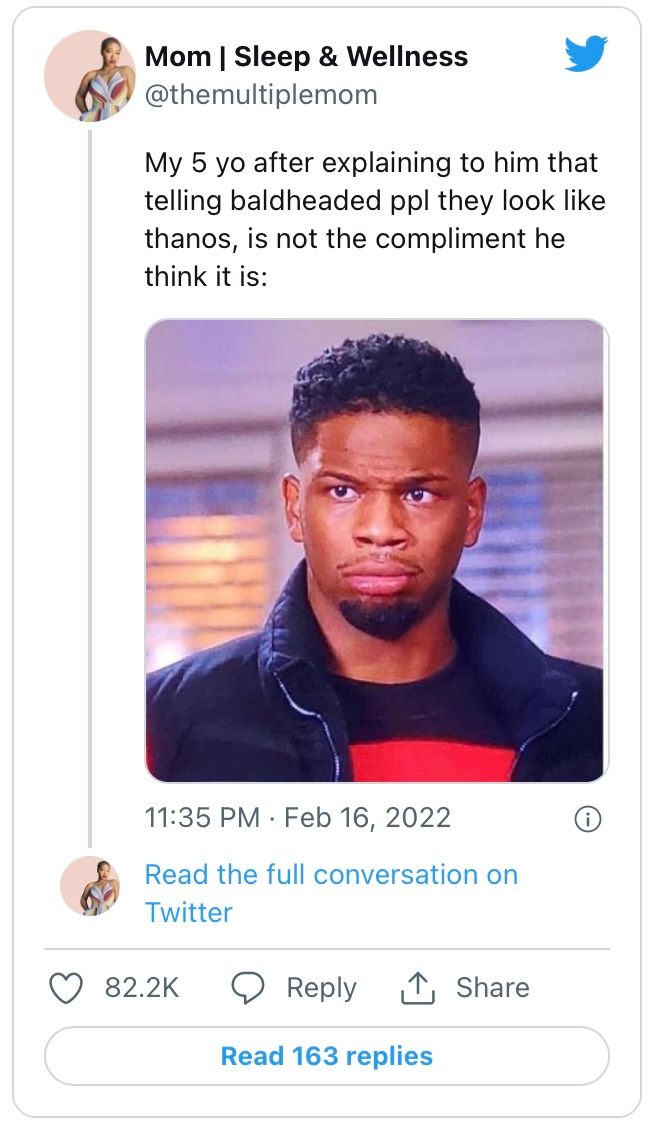 Mom | Sleep & Wellness
@themultiplemom
My 5 yo after explaining to him that
telling baldheaded ppl they look like
thanos, is not the compliment he
think it is:
11:35 PM · Feb 16, 2022
Read the full conversation on
Twitter
82.2K Reply Share
Read 163 replies